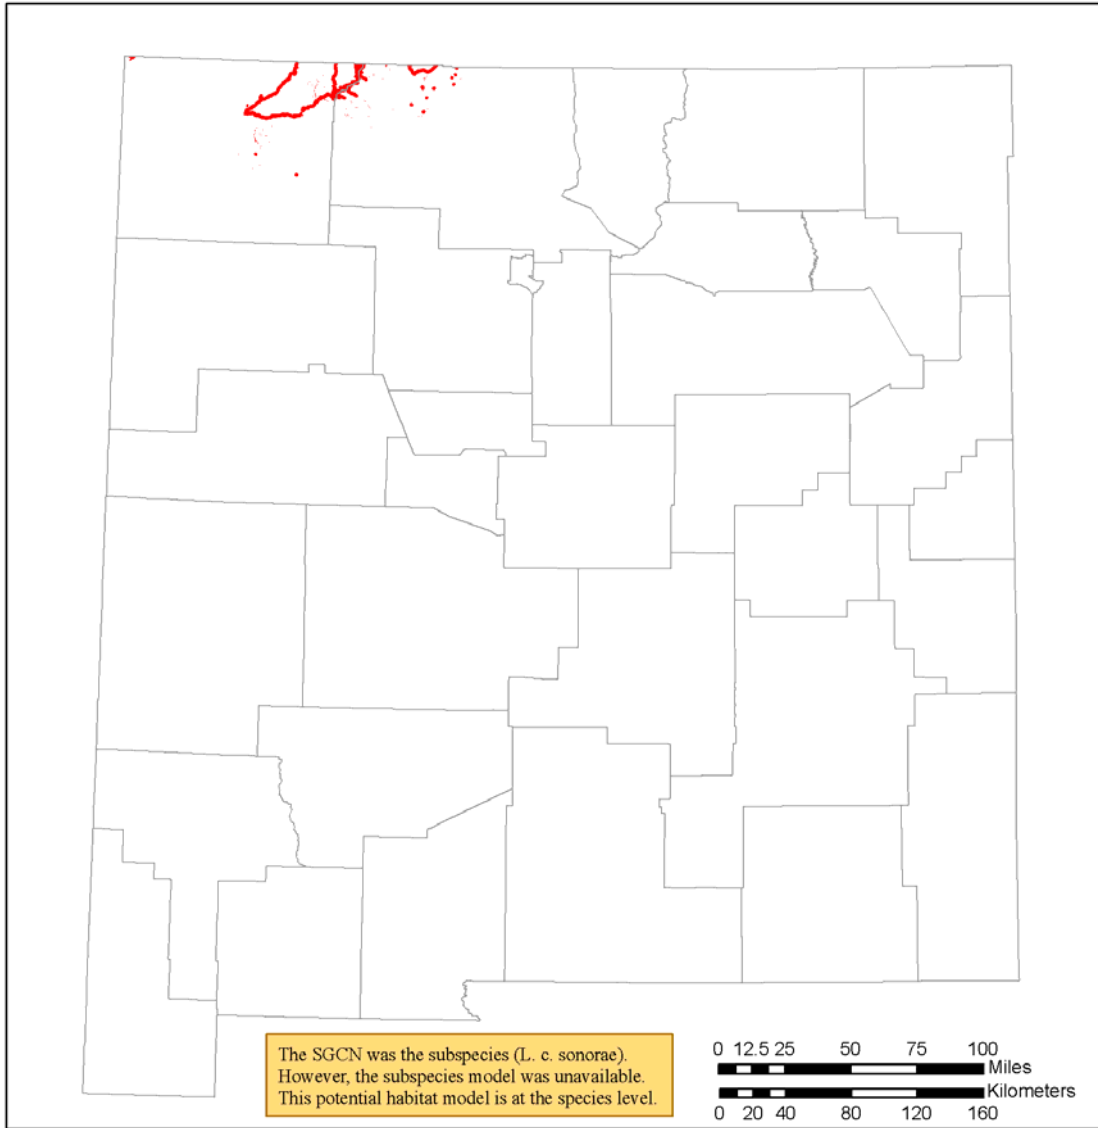 The SGCN was the subspecies (L. c. sonorae).
However, the subspecies model was unavailable.
This potential habitat model is at the species level.
0 12.5 25 50 75 100
Miles
Kilometers
0 20 40 80 120 160